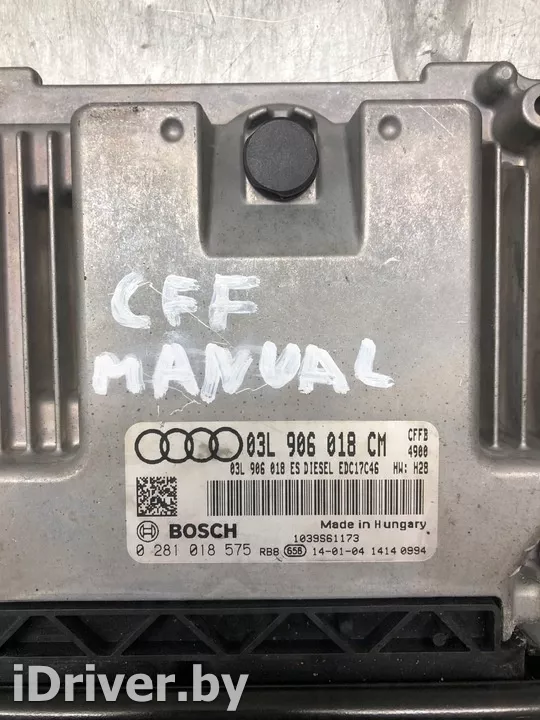 CFF
MANUAL
03L 906 018 CM CFFB
4900
03L 906 018 ES DIESEL EDC17C46 HW: H28
BOSCH
Made in Hungary
1039S61173
0 281 018 575 RB8 658 14-01-04 1414 0994
iDriver.by